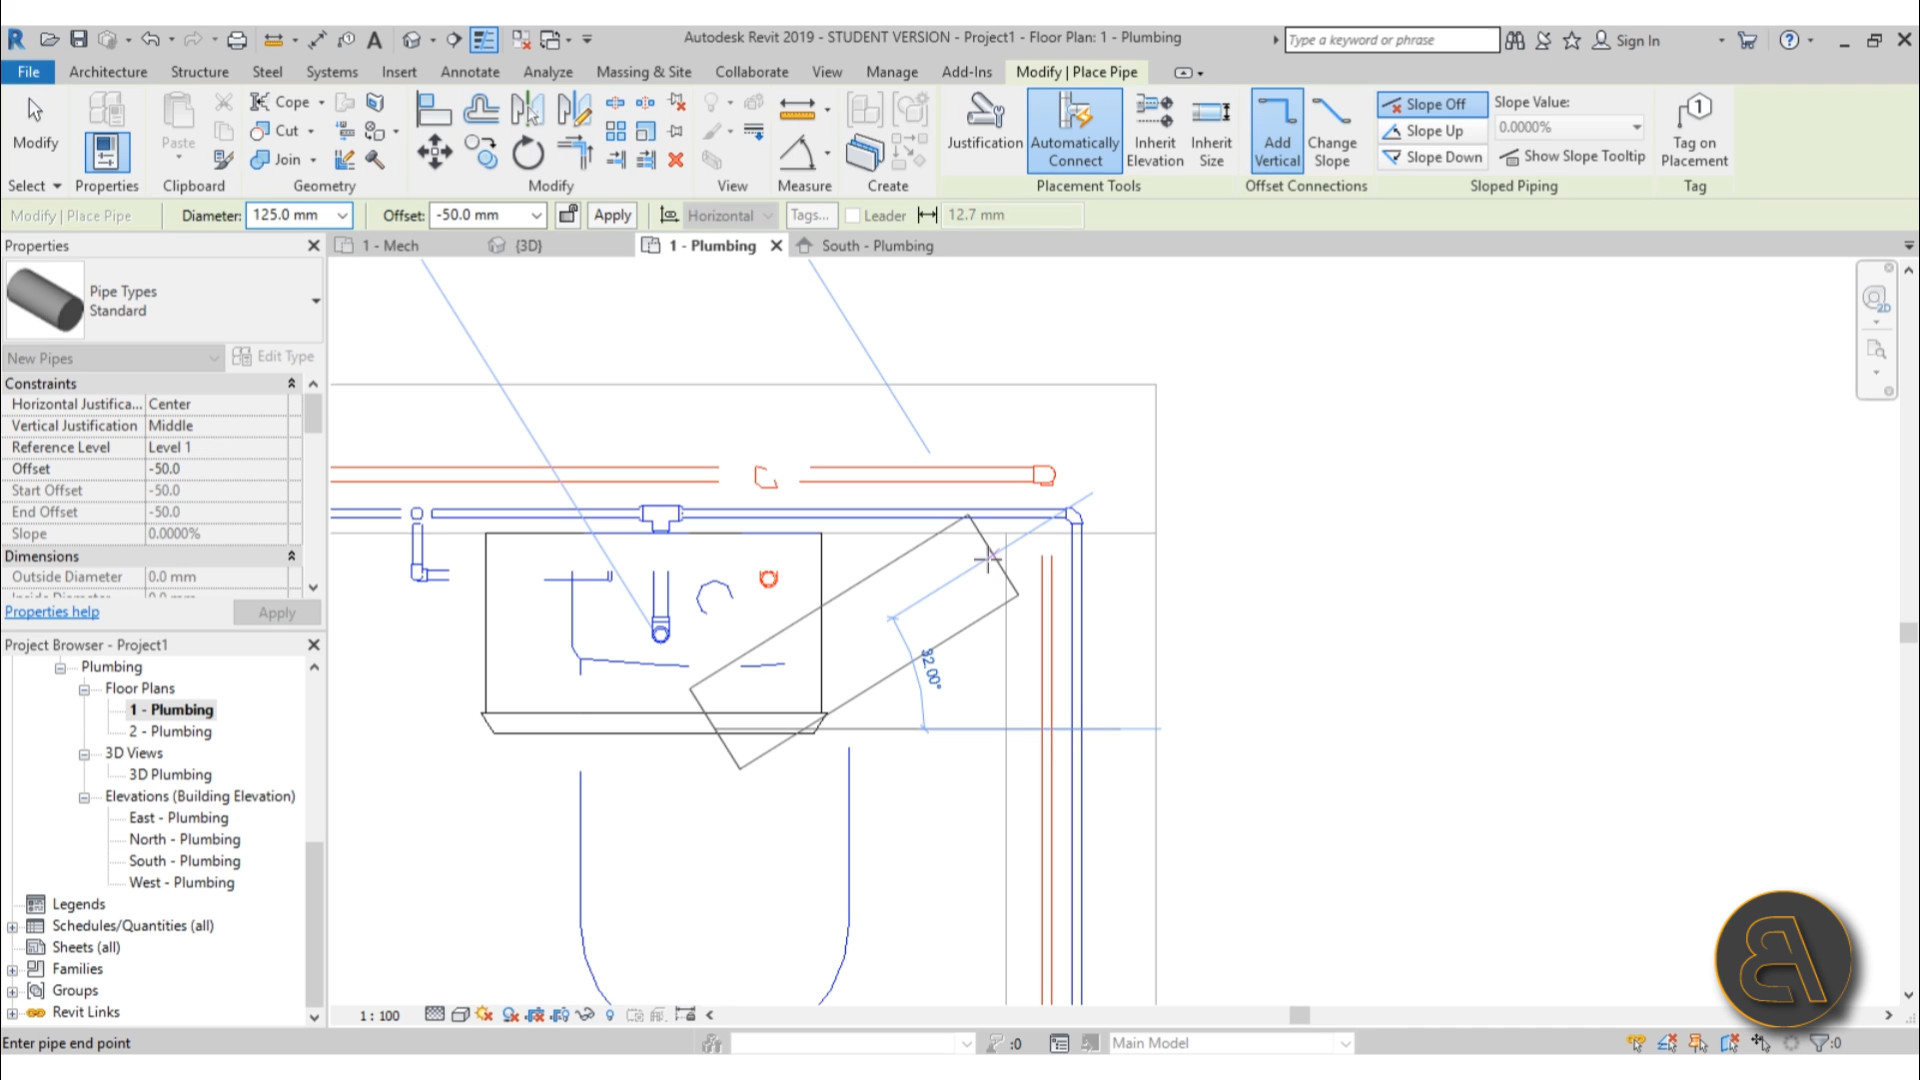 Autodesk Revit 2019 - STUDENT VERSION - Project1 - Floor Plan: 1 - Plumbing
Type a keyword or phrase
Sign In
File
Architecture
Structure
Steel
Systems
Insert
Annotate
Analyze
Massing & Site
Collaborate
View
Manage
Add-Ins
Modify | Place Pipe
Modify
Paste
Cope
Cut
Join
Justification
Automatically
Connect
Inherit
Elevation
Inherit
Size
Add
Vertical
Change
Slope
Slope Off
Slope Up
Slope Down
Slope Value:
0.0000%
Show Slope Tooltip
Tag on
Placement
Select
Properties
Clipboard
Geometry
Modify
View
Measure
Create
Placement Tools
Offset Connections
Sloped Piping
Tag
Modify | Place Pipe
Diameter: 125.0 mm
Offset: -50.0 mm
Apply
Horizontal
Tags...
Leader
12.7 mm
Properties
1 - Mech
{3D}
1 - Plumbing
South - Plumbing
Pipe Types
Standard
New Pipes
Edit Type
Constraints
Horizontal Justifica... Center
Vertical Justification Middle
Reference Level Level 1
Offset -50.0
Start Offset -50.0
End Offset -50.0
Slope 0.0000%
Dimensions
Outside Diameter 0.0 mm
Properties help
Apply
Project Browser - Project1
Plumbing
Floor Plans
1 - Plumbing
2 - Plumbing
3D Views
3D Plumbing
Elevations (Building Elevation)
East - Plumbing
North - Plumbing
South - Plumbing
West - Plumbing
Legends
Schedules/Quantities (all)
Sheets (all)
Families
Groups
Revit Links
32.00°
2D
1 : 100
Enter pipe end point
:0
Main Model
:0